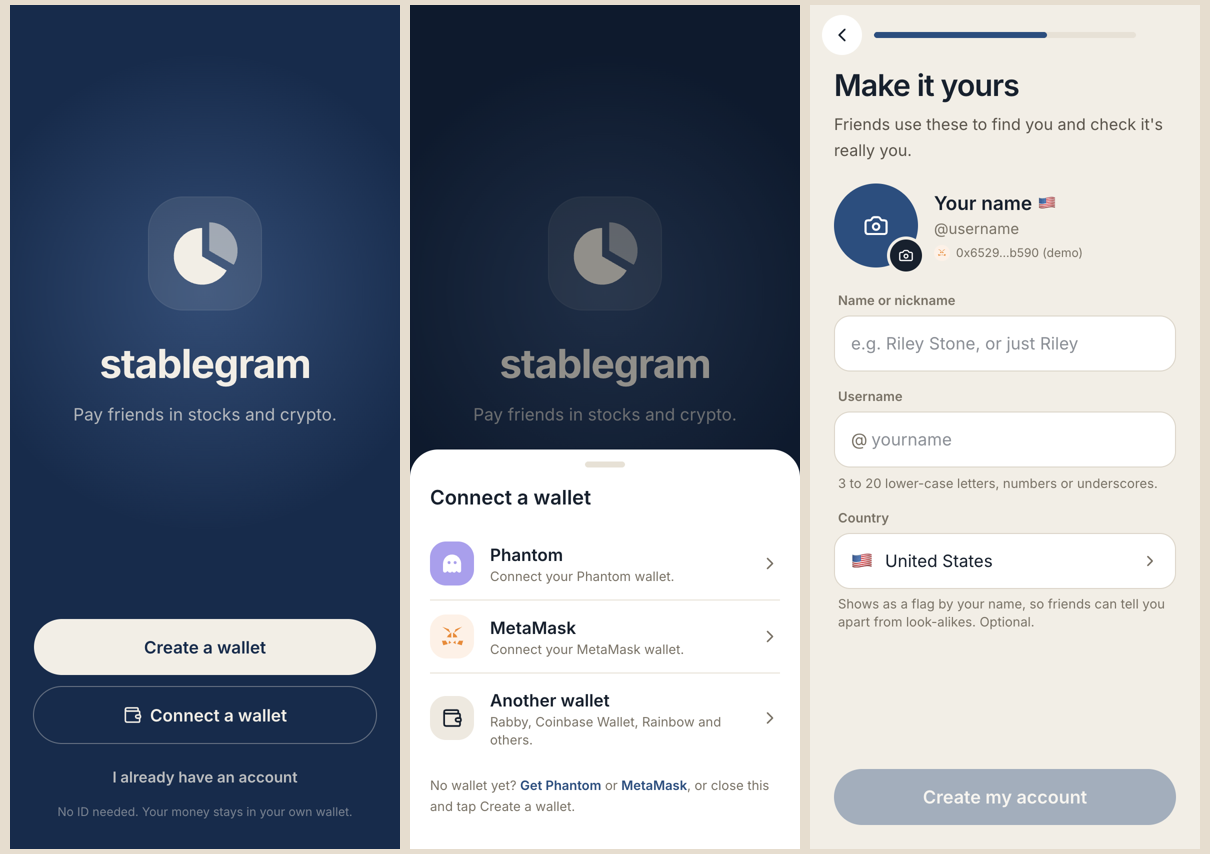 stablegram
Pay friends in stocks and crypto.
Create a wallet
Connect a wallet
I already have an account
No ID needed. Your money stays in your own wallet.
stablegram
Pay friends in stocks and crypto.
Connect a wallet
Phantom
Connect your Phantom wallet.
MetaMask
Connect your MetaMask wallet.
Another wallet
Rabby, Coinbase Wallet, Rainbow and
others.
No wallet yet? Get Phantom or MetaMask, or close this
and tap Create a wallet.
Make it yours
Friends use these to find you and check it's
really you.
Your name 🇺🇸
@username
0x6529...b590 (demo)
Name or nickname
e.g. Riley Stone, or just Riley
Username
@ yourname
3 to 20 lower-case letters, numbers or underscores.
Country
🇺🇸 United States
Shows as a flag by your name, so friends can tell you
apart from look-alikes. Optional.
Create my account